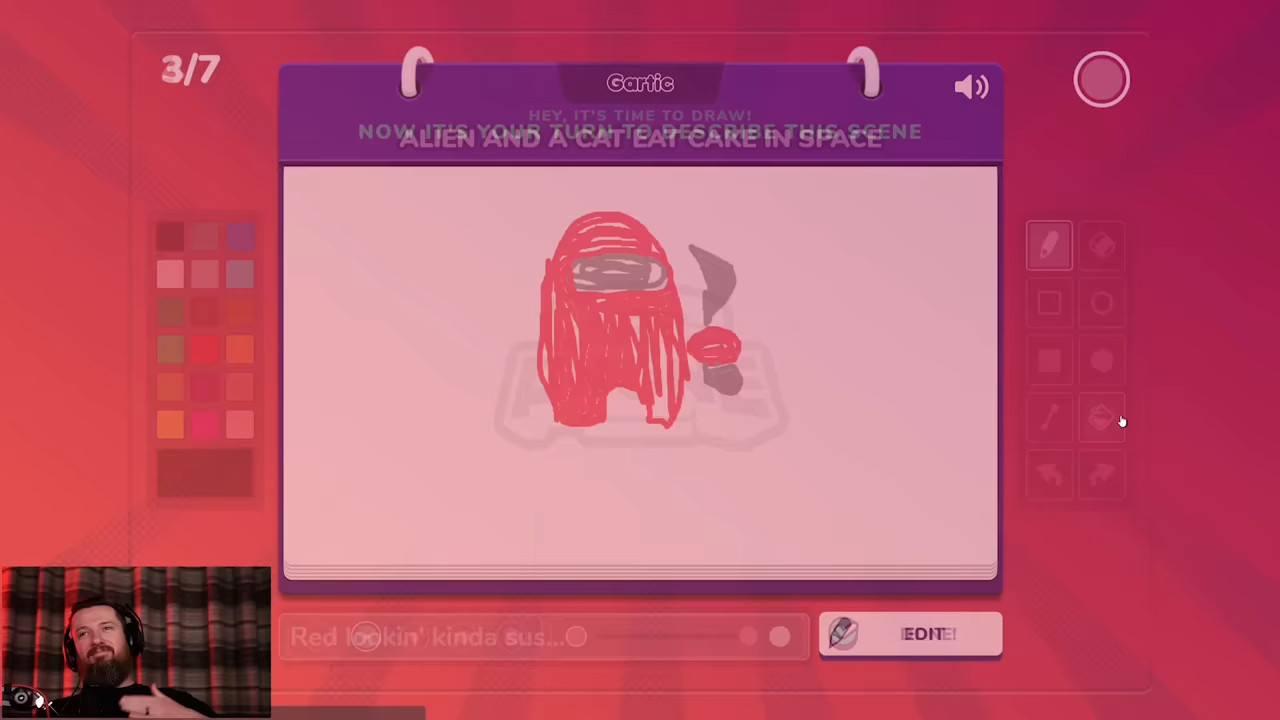 3/7
Gartic
HEY, IT'S TIME TO DRAW!
NOW IT'S YOUR TURN TO DESCRIBE THIS SCENE
ALIEN AND A CAT EAT CAKE IN SPACE
Red lookin' kinda sus...
EDIT!